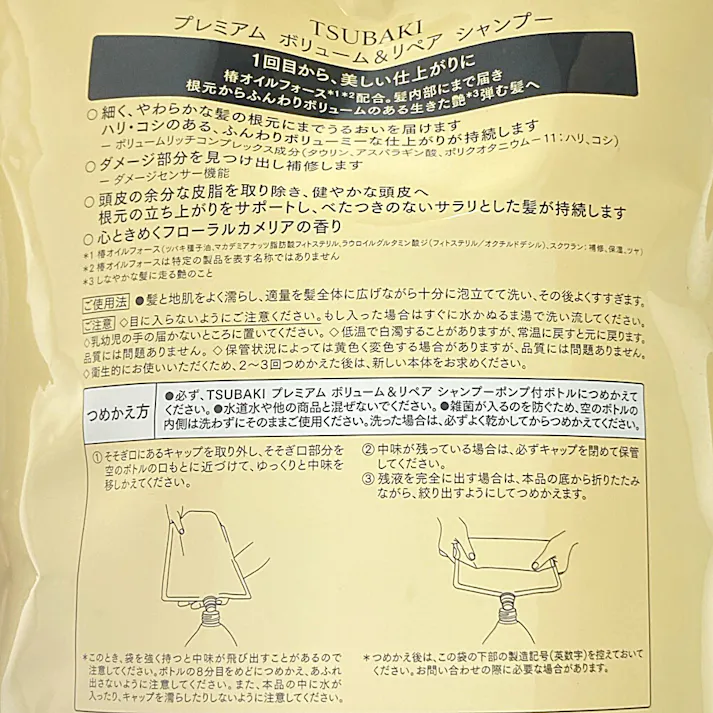 TSUBAKI
プレミアム ボリューム＆リペア シャンプー
1回目から、美しい仕上がりに
椿オイルフォース*1*2配合。髪内部にまで届き
根元からふんわりボリュームのある生きた艶*3弾む髪へ
○ 細く、やわらかな髪の根元にまでうるおいを届けます
ハリ・コシのある、ふんわりボリューミーな仕上がりが持続します
ー ボリュームリッチコンプレックス成分（タウリン、アスパラギン酸、ポリクオタニウムー11：ハリ、コシ）
○ ダメージ部分を見つけ出し補修します
ー ダメージセンサー機能
○ 頭皮の余分な皮脂を取り除き、健やかな頭皮へ
根元の立ち上がりをサポートし、べたつきのないサラリとした髪が持続します
○ 心ときめくフローラルカメリアの香り
*1 椿オイルフォース（ツバキ種子油、マカデミアナッツ脂肪酸フィトステリル、ラウロイルグルタミン酸ジ（フィトステリル／オクチルドデシル）、スクワラン：補修、保湿、ツヤ）
*2 椿オイルフォースは特定の製品を表す名称ではありません
*3 しなやかな髪に走る艶のこと
ご使用法 ●髪と地肌をよく濡らし、適量を髪全体に広げながら十分に泡立てて洗い、その後よくすすぎます。
ご注意 ◇目に入らないようにご注意ください。もし入った場合はすぐに水かぬるま湯で洗い流してください。
◇乳幼児の手の届かないところに置いてください。◇低温で白濁することがありますが、常温に戻すと元に戻ります。
品質には問題ありません。◇保管状況によっては黄色く変色する場合がありますが、品質には問題ありません。
◇衛生的にお使いいただくため、2～3回つめかえた後は、新しい本体をお求めください。
つめかえ方
●必ず、TSUBAKI プレミアム ボリューム＆リペア シャンプーポンプ付ボトルにつめかえて
ください。●水道水や他の商品と混ぜないでください。●雑菌が入るのを防ぐため、空のボトルの
内側は洗わずにそのままご使用ください。洗った場合は、必ずよく乾かしてからつめかえてください。
① そそぎ口にあるキャップを取り外し、そそぎ口部分を
空のボトルの口もとに近づけて、ゆっくりと中味を
移しかえてください。
② 中味が残っている場合は、必ずキャップを閉めて保管
してください。
③ 残液を完全に出す場合は、本品の底から折りたたみ
ながら、絞り出すようにしてつめかえます。
*このとき、袋を強く持つと中味が飛び出すことがあるので
注意してください。ボトルの8分目をめどにつめかえ、あふれ
出さないように注意してください。また、本品の中に水が
入ったり、キャップを濡らしたりしないように注意してください。
*つめかえ後は、この袋の下部の製造記号（英数字）を控えておいて
ください。お問い合わせの際に必要な場合があります。